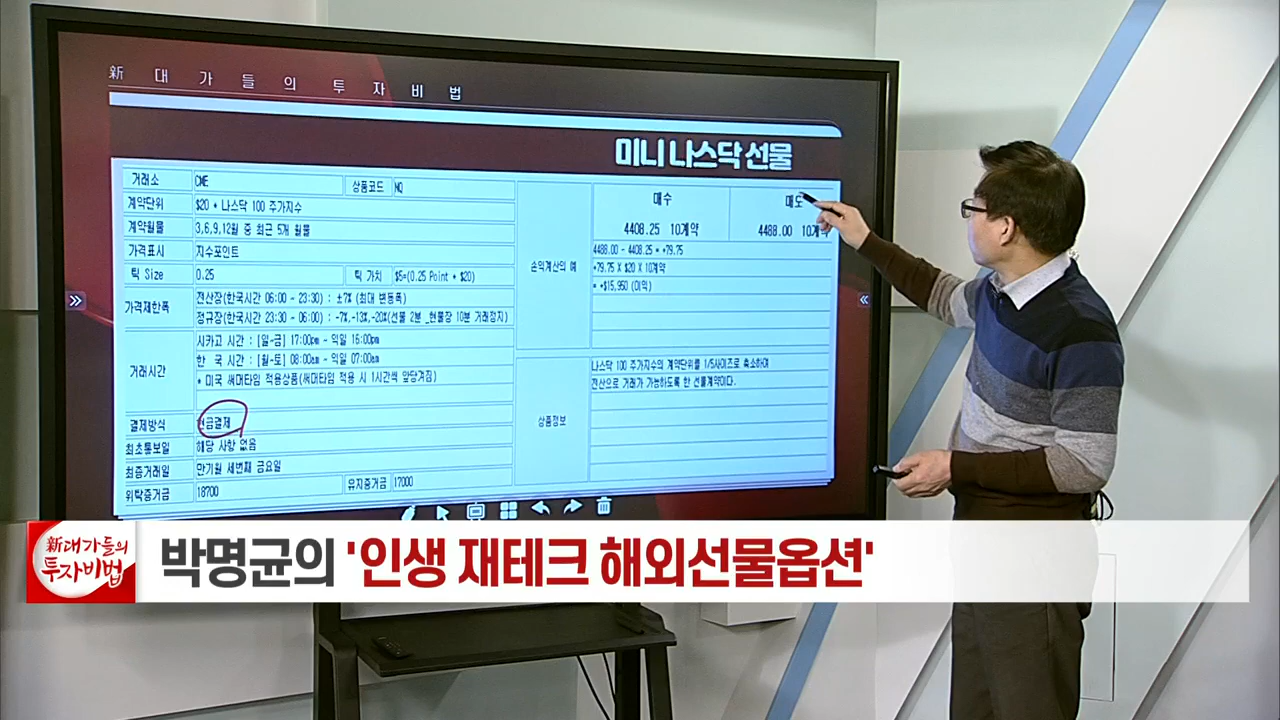 新 대 가 들 의 투 자 비 법
미니 나스닥 선물
거래소 CME 상품코드 NQ
계약단위 $20 * 나스닥 100 주가지수
계약월물 3,6,9,12월 중 최근 5개 월물
가격표시 지수포인트
틱 Size 0.25 틱 가치 $5=(0.25 Point * $20)
가격제한폭 전산장(한국시간 06:00 ~ 23:30) : ±7% (최대 변동폭)
정규장(한국시간 23:30 ~ 06:00) : -7%,-13%,-20%(선물 2분 _현물장 10분 거래정지)
거래시간 시카고 시간 : [일-금] 17:00pm ~ 익일 16:00pm
한 국 시간 : [월-토] 08:00am ~ 익일 07:00am
* 미국 써머타임 적용상품(써머타임 적용 시 1시간씩 앞당겨짐)
결제방식 현금결제
최초통보일 해당 사항 없음
최종거래일 만기월 세번째 금요일
위탁증거금 18700 유지증거금 17000
손익계산의 예
매수 매도
4408.25 10계약 4488.00 10계약
4488.00 - 4408.25 = +79.75
+79.75 X $20 X 10계약
= +$15,950 (이익)
상품정보
나스닥 100 주가지수의 계약단위를 1/5사이즈로 축소하여
전산으로 거래가 가능하도록 한 선물계약이다.
新대가들의
투자비법
박명균의 '인생 재테크 해외선물옵션'